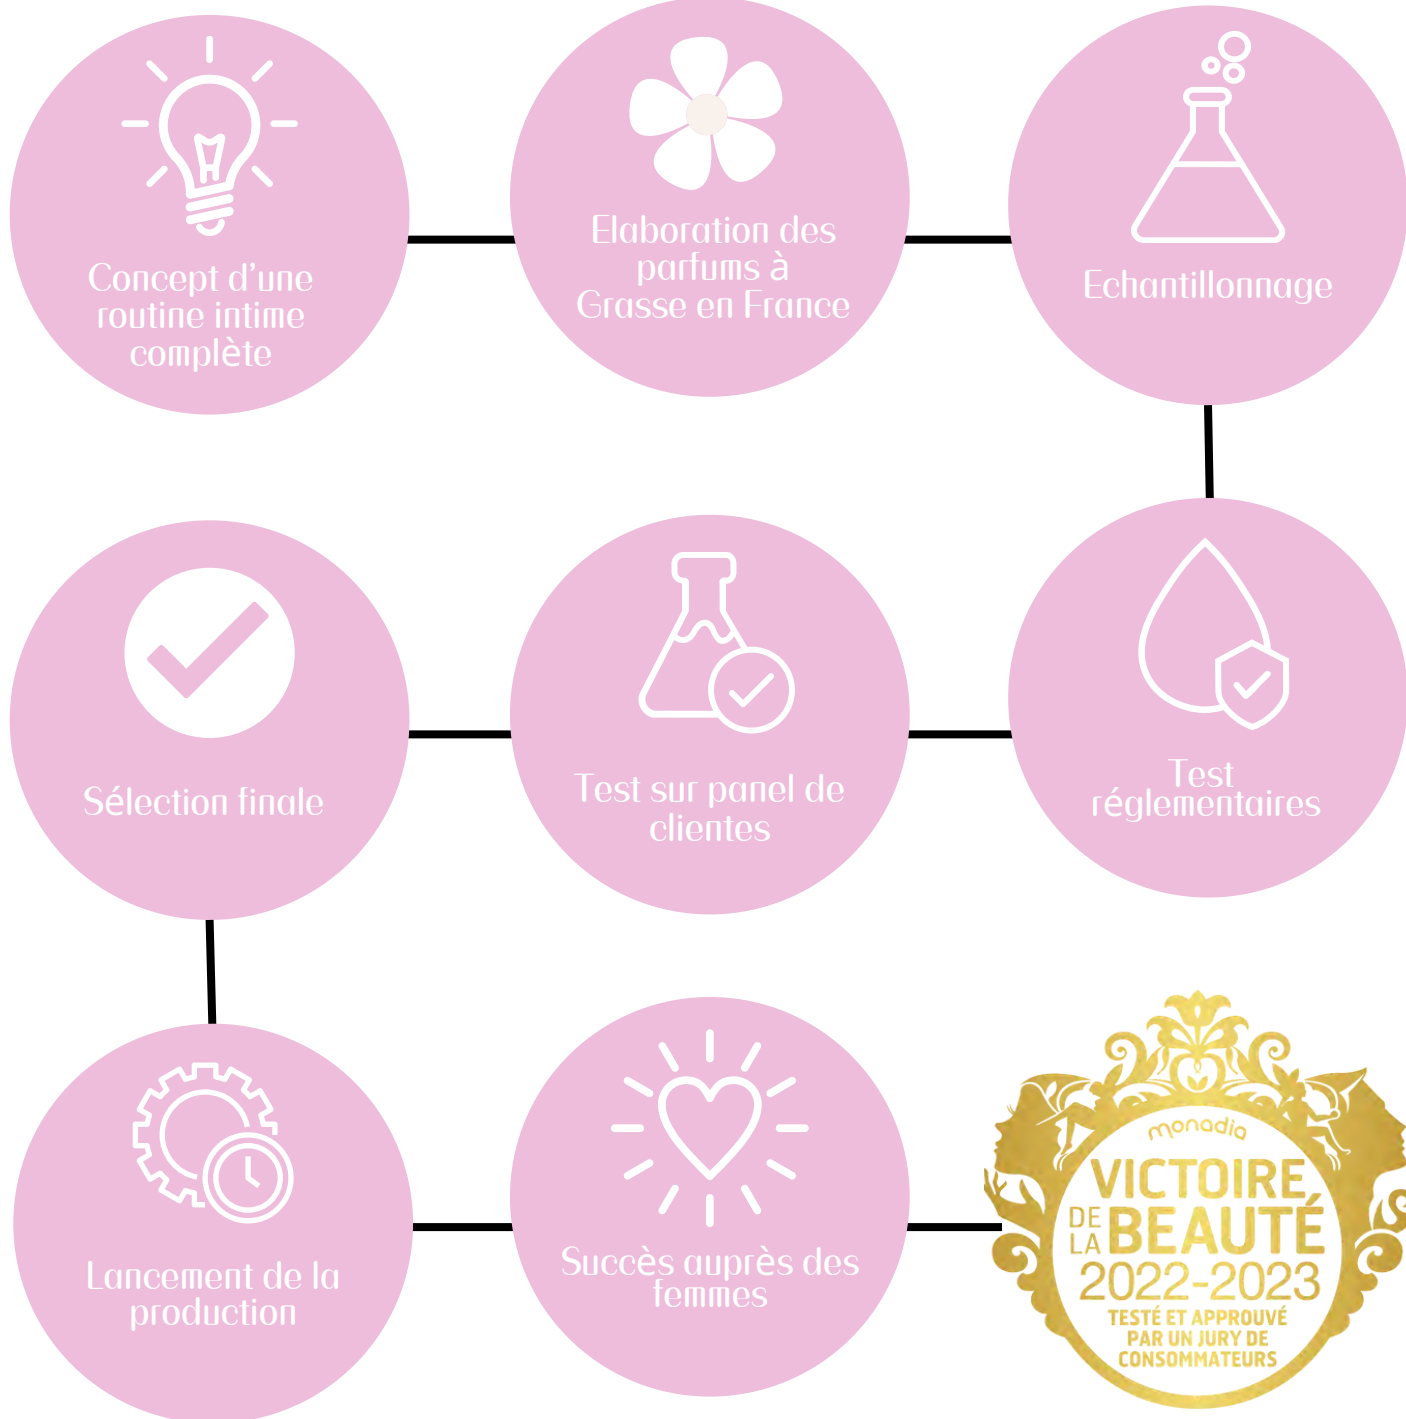 Concept d'une
routine intime
complète
Elaboration des
parfums à
Grasse en France
Echantillonnage
Test
réglementaires
Test sur panel de
clientes
Sélection finale
Lancement de la
production
Succès auprès des
femmes
monadia
VICTOIRE
DE LA BEAUTÉ
2022-2023
TESTÉ ET APPROUVÉ
PAR UN JURY DE
CONSOMMATEURS